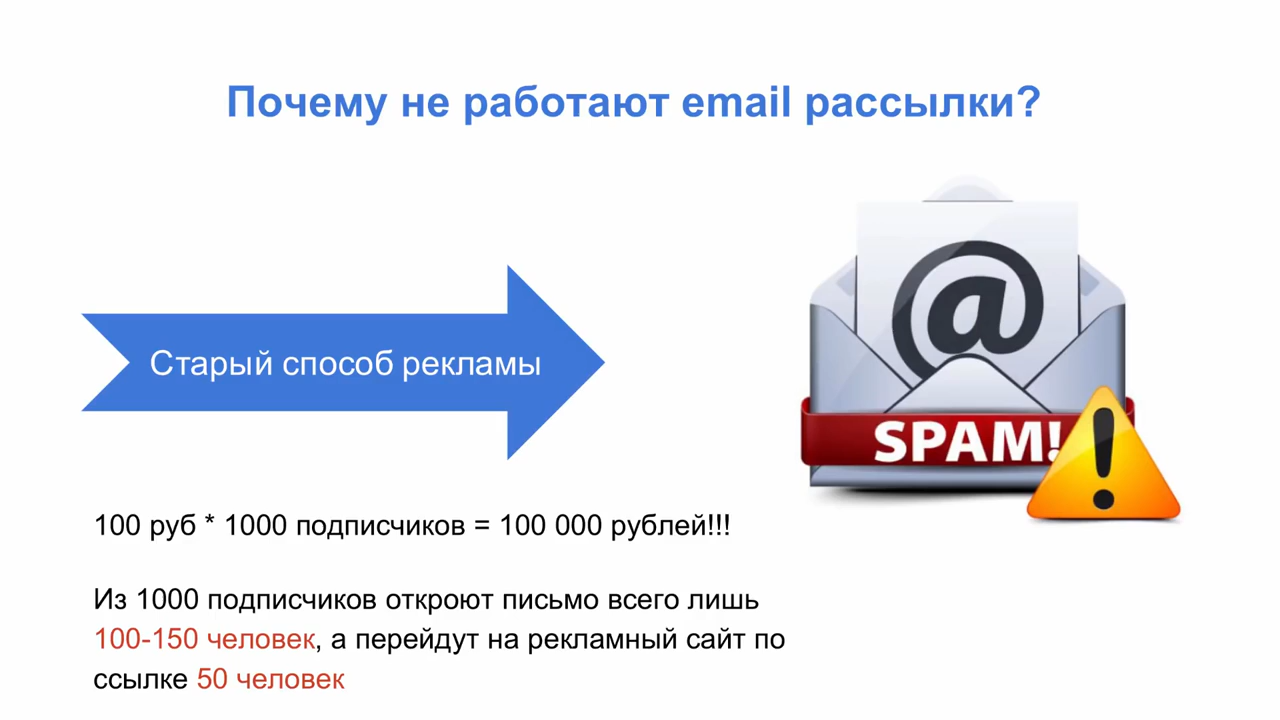 Почему не работают email рассылки?
Старый способ рекламы
@
SPAM!
100 руб * 1000 подписчиков = 100 000 рублей!!!
Из 1000 подписчиков откроют письмо всего лишь
100-150 человек, а перейдут на рекламный сайт по
ссылке 50 человек